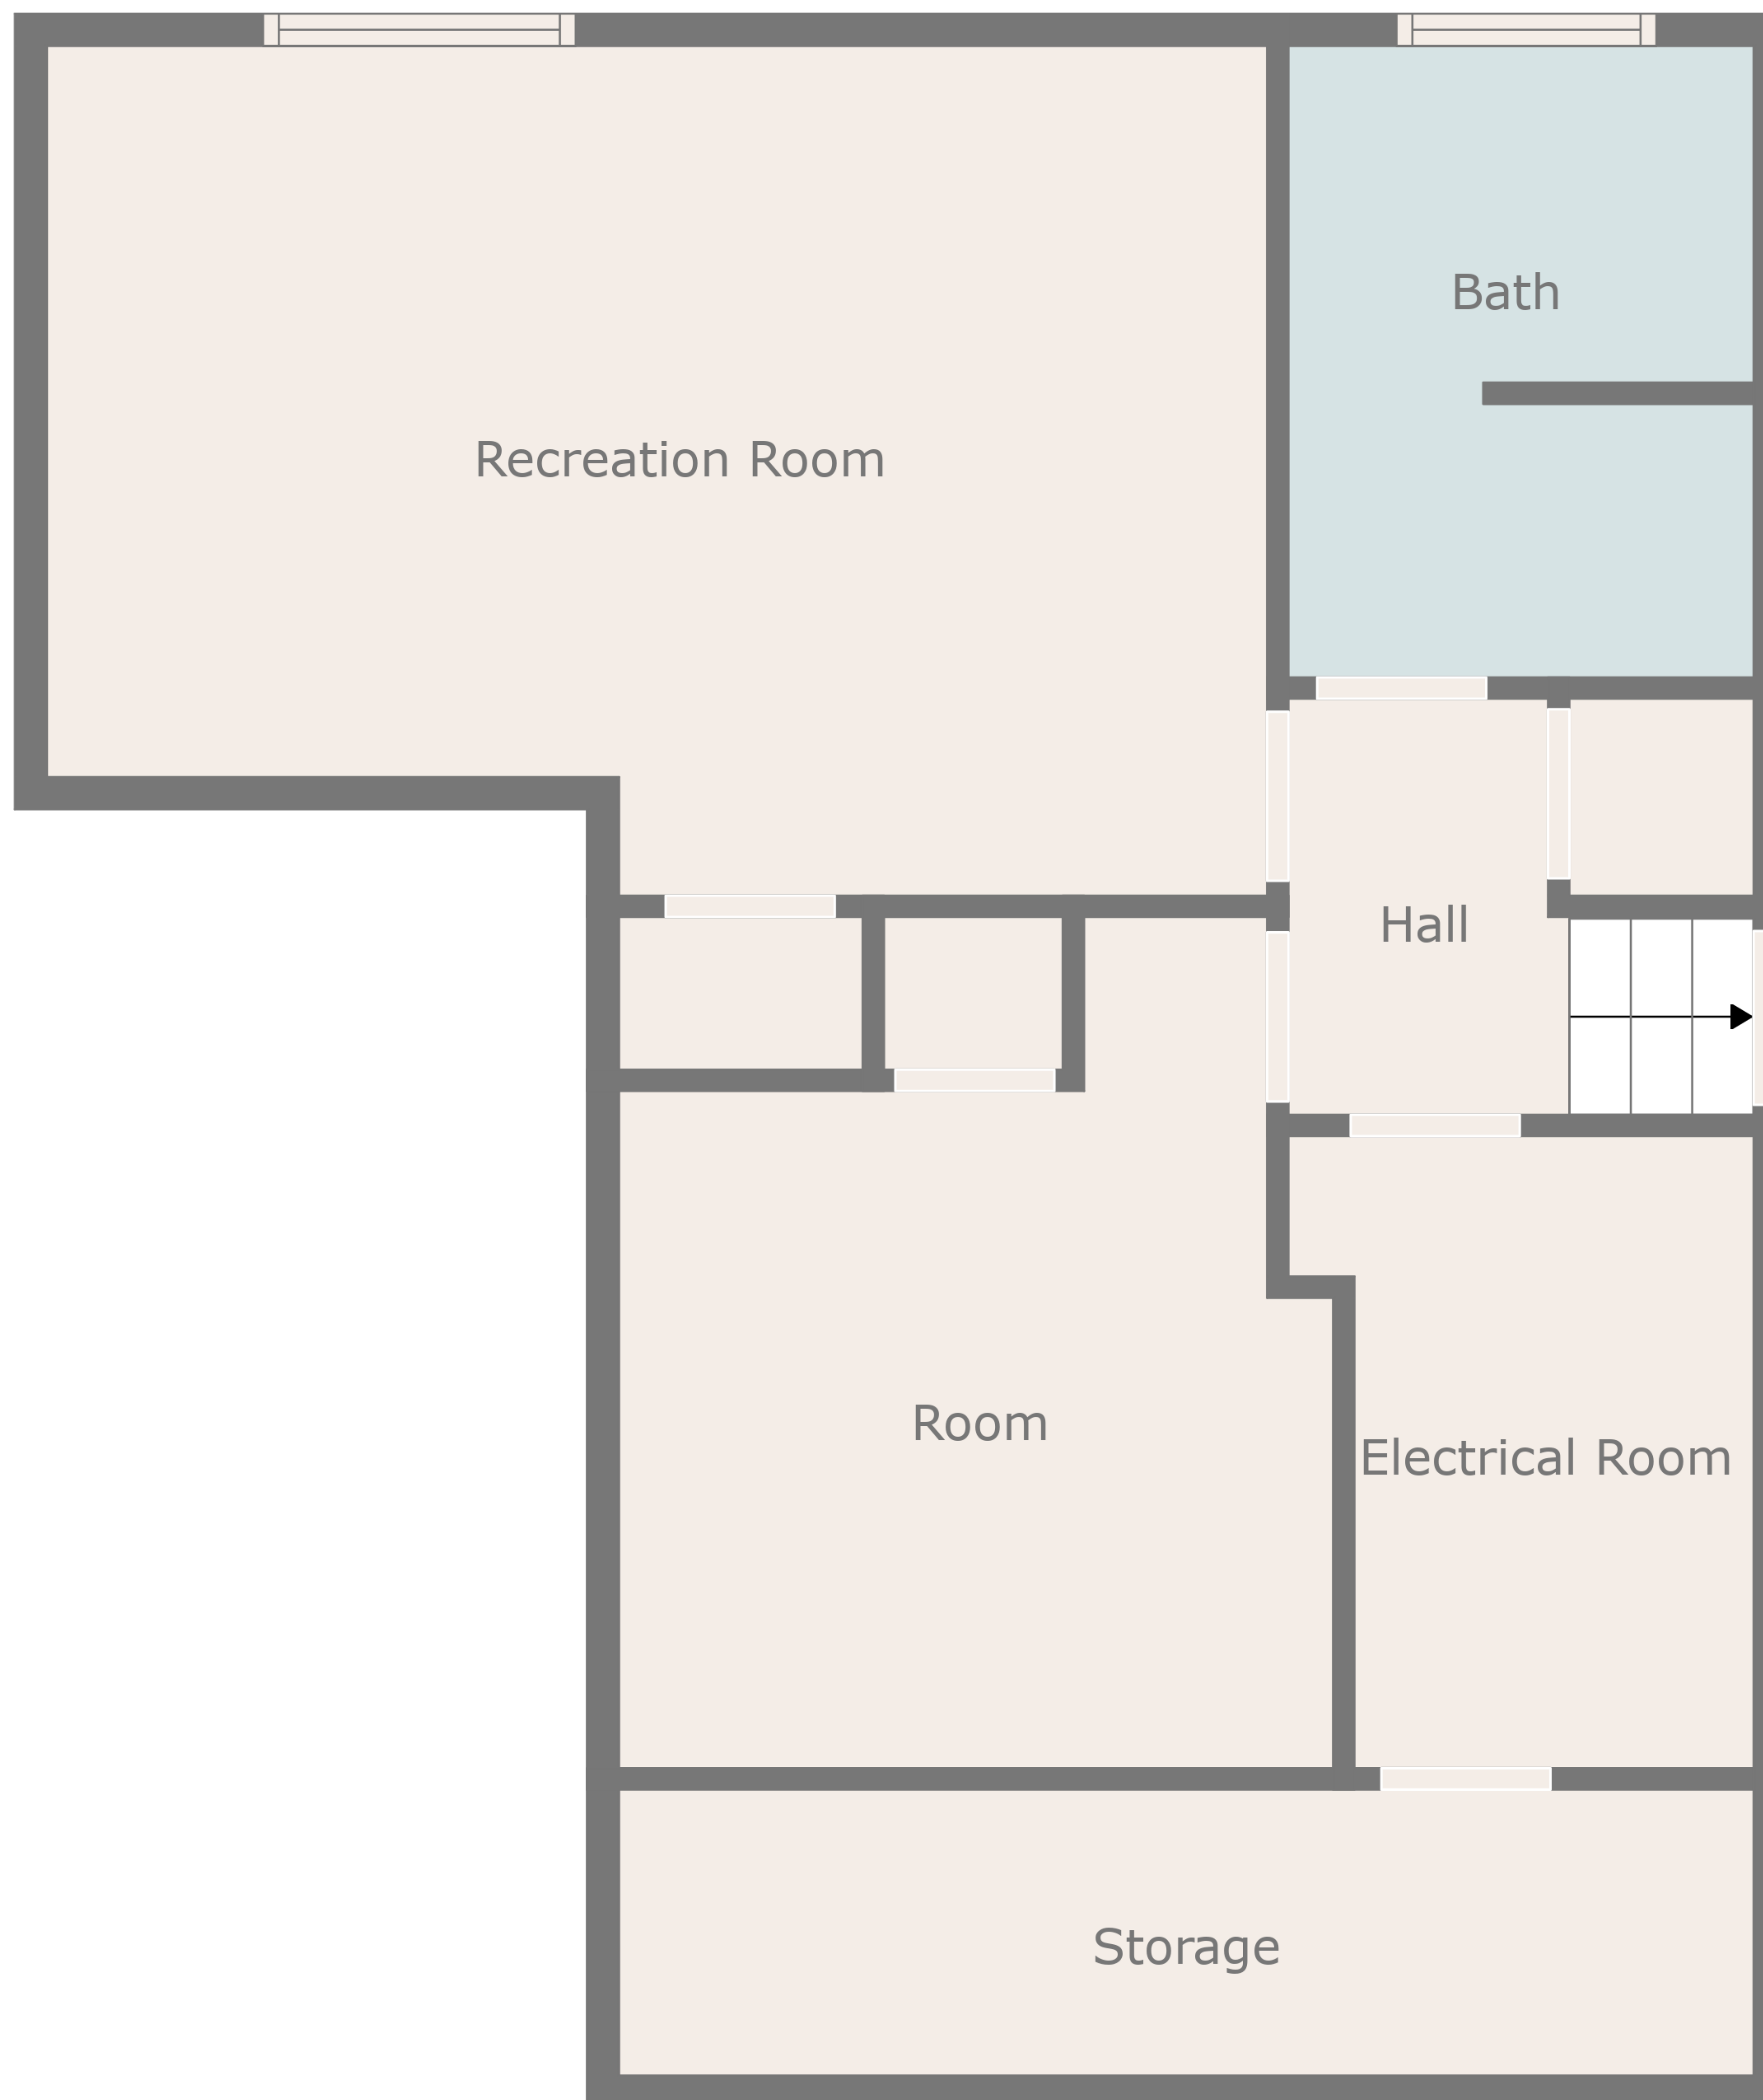 Bath
Recreation Room
Hall
Room
Electrical Room
Storage